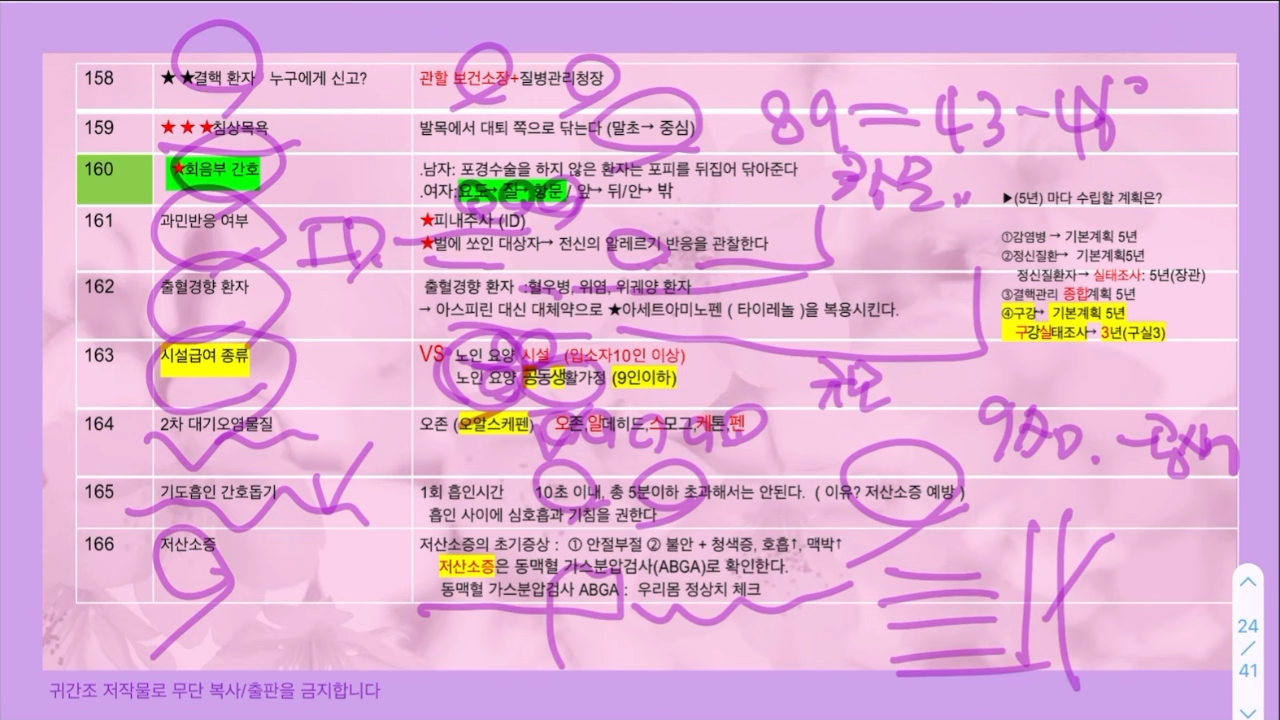 158 ★★결핵 환자 누구에게 신고? 관할 보건소장+질병관리청장
159 ★★★침상목욕 발목에서 대퇴 쪽으로 닦는다 (말초→ 중심)
160 ★회음부 간호 .남자: 포경수술을 하지 않은 환자는 포피를 뒤집어 닦아준다
.여자:요도→ 질→ 항문 / 앞→ 뒤/안→ 밖
161 과민반응 여부 ★피내주사 (ID)
★벌에 쏘인 대상자→ 전신의 알레르기 반응을 관찰한다
162 출혈경향 환자 출혈경향 환자 :혈우병, 위염, 위궤양 환자
→ 아스피린 대신 대체약으로 ★아세트아미노펜 ( 타이레놀 )을 복용시킨다.
163 시설급여 종류 VS 노인 요양 시설 (입소자10인 이상)
노인 요양 공동생활가정 (9인이하)
164 2차 대기오염물질 오존 (오알스케펜) 오존,알데히드,스모그,케톤,펜
165 기도흡인 간호돕기 1회 흡인시간 10초 이내, 총 5분이하 초과해서는 안된다. ( 이유? 저산소증 예방 )
흡인 사이에 심호흡과 기침을 권한다
166 저산소증 저산소증의 초기증상 : ① 안절부절 ② 불안 + 청색증, 호흡↑, 맥박↑
저산소증은 동맥혈 가스분압검사(ABGA)로 확인한다.
동맥혈 가스분압검사 ABGA : 우리몸 정상치 체크
89 = 43-46°
▶(5년) 마다 수립할 계획은?
①감염병 → 기본계획 5년
②정신질환→ 기본계획5년
정신질환자→ 실태조사: 5년(장관)
③결핵관리 종합계획 5년
④구강→ 기본계획 5년
구강실태조사→ 3년(구실3)
ID.
24
/
41
귀간조 저작물로 무단 복사/출판을 금지합니다